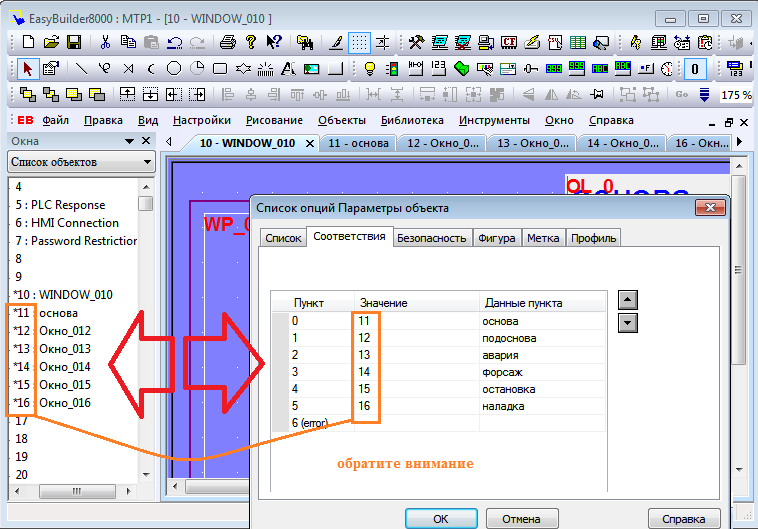 EasyBuilder8000 : MTP1 - [10 - WINDOW_010 ]
0
175 %
EB Файл Правка Вид Настройки Рисование Объекты Библиотека Инструменты Окно Справка
Окна
10 - WINDOW_010
11 - основа
12 - Окно_0...
13 - Окно_0...
14 - Окно_0...
16 - Окн...
Список объектов
4
5 : PLC Response
6 : HMI Connection
7 : Password Restriction
8
9
*10 : WINDOW_010
*11 : основа
*12 : Окно_012
*13 : Окно_013
*14 : Окно_014
*15 : Окно_015
*16 : Окно_016
17
18
19
20
OL_0
WP_0
Список опций Параметры объекта
Список Соответствия Безопасность Фигура Метка Профиль
Пункт Значение Данные пункта
0 11 основа
1 12 подоснова
2 13 авария
3 14 форсаж
4 15 остановка
5 16 наладка
6 (error)
обратите внимание
OK Отмена Справка